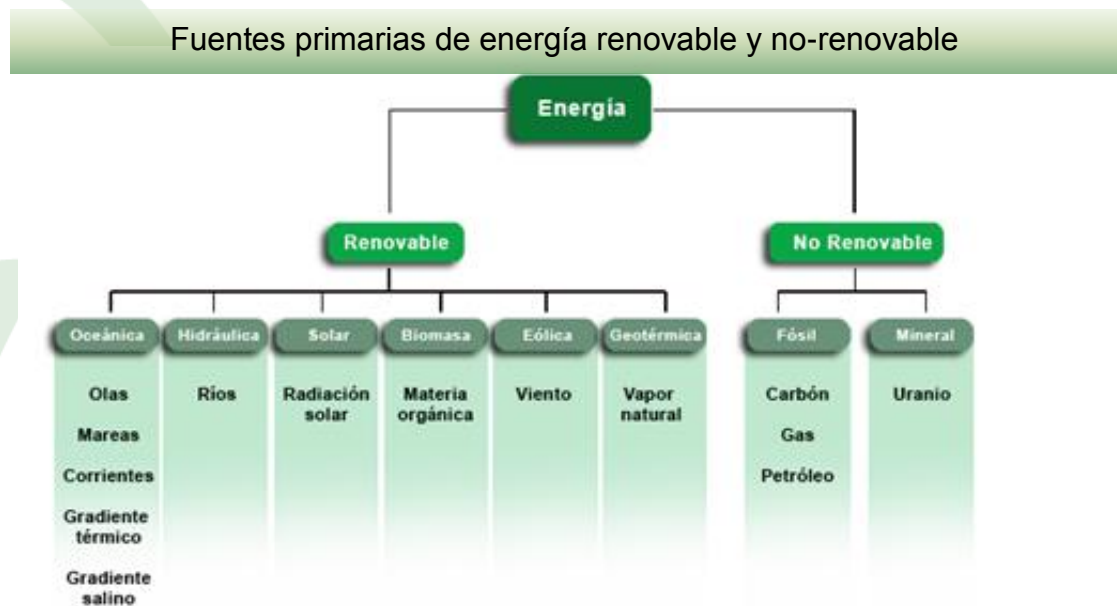 Fuentes primarias de energía renovable y no-renovable
Energía
Renovable
No Renovable
Oceánica
Hidráulica
Solar
Biomasa
Eólica
Geotérmica
Fósil
Mineral
Olas
Mareas
Corrientes
Gradiente
térmico
Gradiente
salino
Ríos
Radiación
solar
Materia
orgánica
Viento
Vapor
natural
Carbón
Gas
Petróleo
Uranio